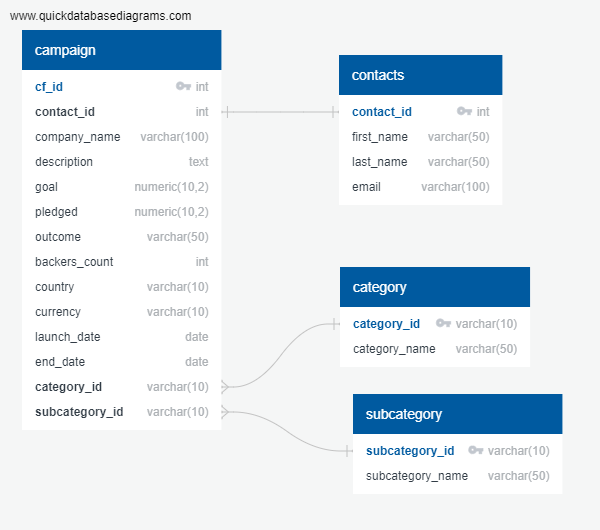 www.quickdatabasediagrams.com
campaign
cf_id int
contact_id int
company_name varchar(100)
description text
goal numeric(10,2)
pledged numeric(10,2)
outcome varchar(50)
backers_count int
country varchar(10)
currency varchar(10)
launch_date date
end_date date
category_id varchar(10)
subcategory_id varchar(10)
contacts
contact_id int
first_name varchar(50)
last_name varchar(50)
email varchar(100)
category
category_id varchar(10)
category_name varchar(50)
subcategory
subcategory_id varchar(10)
subcategory_name varchar(50)